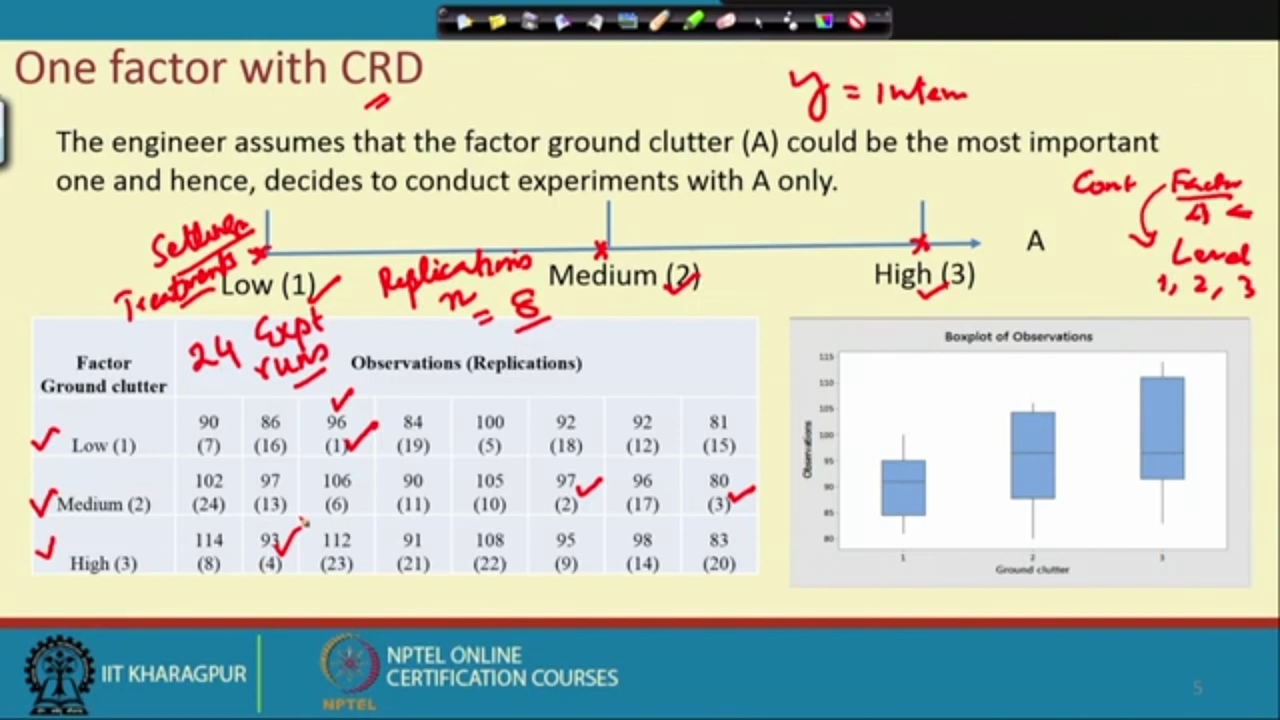 One factor with CRD
y = Inten
The engineer assumes that the factor ground clutter (A) could be the most important
one and hence, decides to conduct experiments with A only.
Cont Factor
A
Level
1, 2, 3
Settings
Treatments
Replications
n = 8
A
Low (1) Medium (2) High (3)
24 Expt
runs
Factor
Ground clutter
Observations (Replications)
Low (1) 90 86 96 84 100 92 92 81
(7) (16) (1) (19) (5) (18) (12) (15)
Medium (2) 102 97 106 90 105 97 96 80
(24) (13) (6) (11) (10) (2) (17) (3)
High (3) 114 93 112 91 108 95 98 83
(8) (4) (23) (21) (22) (9) (14) (20)
Boxplot of Observations
Observations
115
110
105
100
95
90
85
80
1 2 3
Ground clutter
IIT KHARAGPUR
NPTEL
NPTEL ONLINE
CERTIFICATION COURSES
5